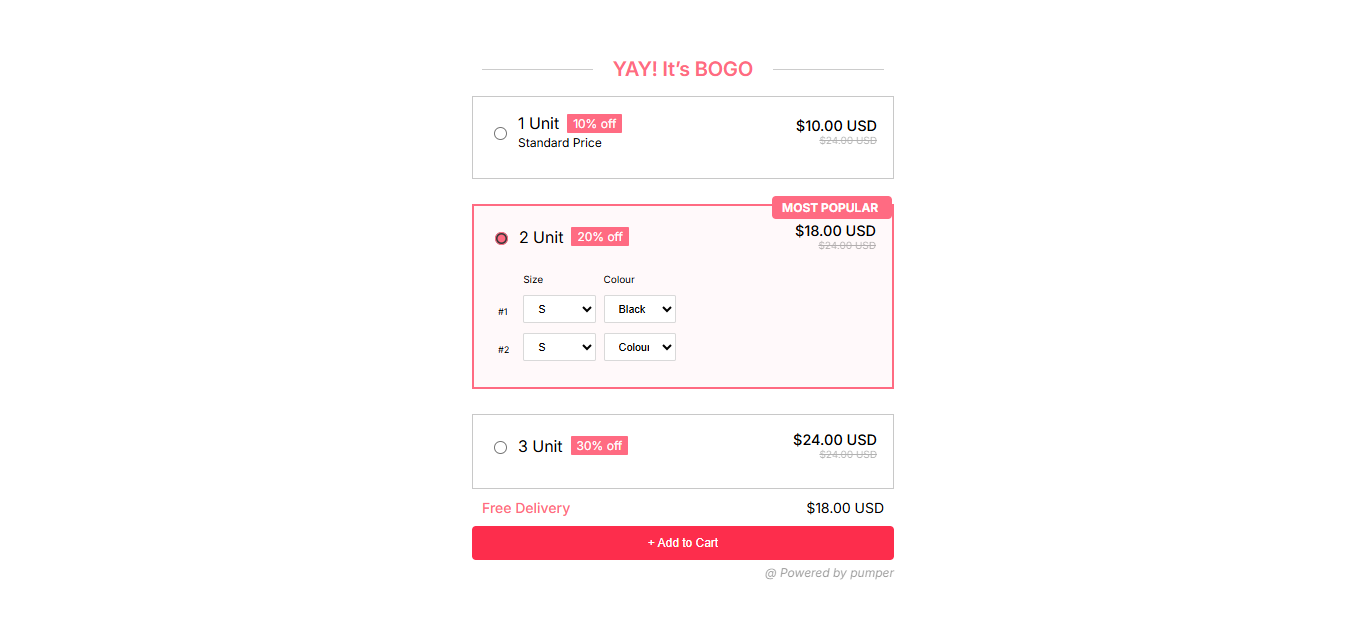 YAY! It’s BOGO
1 Unit 10% off $10.00 USD
Standard Price $24.00 USD
MOST POPULAR
2 Unit 20% off $18.00 USD
$24.00 USD
Size Colour
#1 S Black
#2 S Colour
3 Unit 30% off $24.00 USD
$24.00 USD
Free Delivery $18.00 USD
+ Add to Cart
@ Powered by pumper